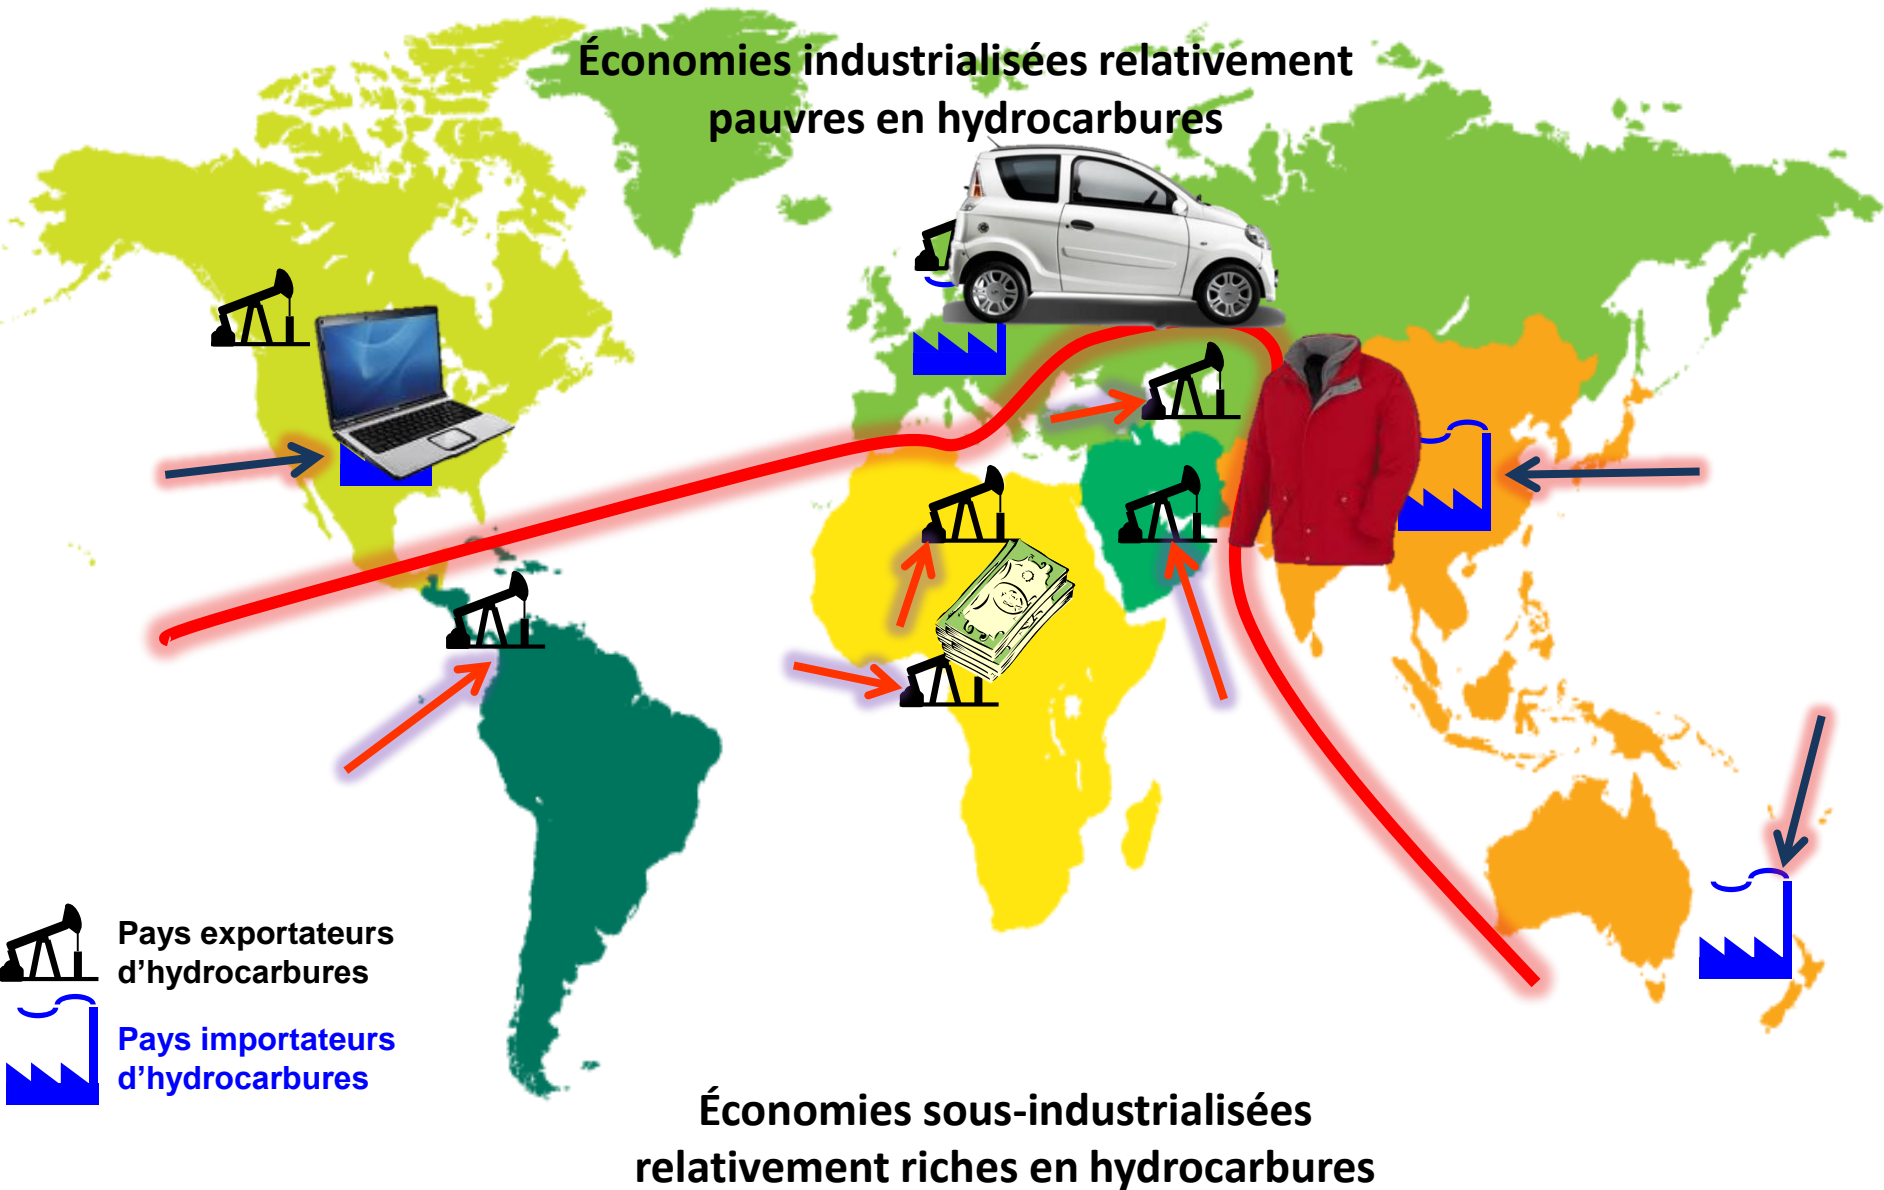 Économies industrialisées relativement
pauvres en hydrocarbures
Pays exportateurs
d’hydrocarbures
Pays importateurs
d’hydrocarbures
Économies sous-industrialisées
relativement riches en hydrocarbures